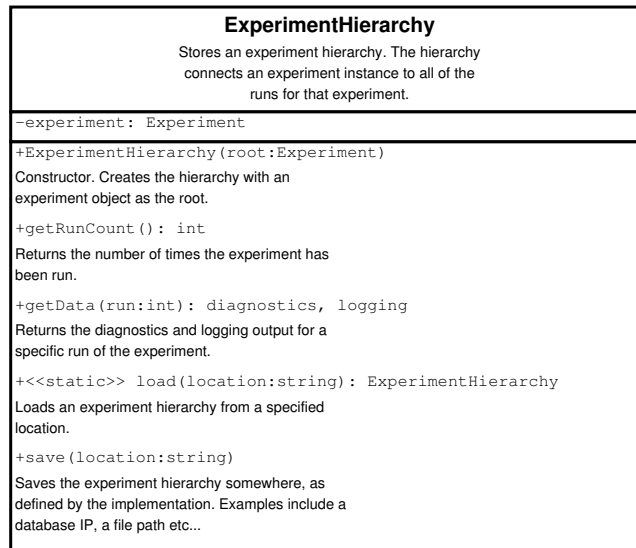 ExperimentHierarchy
Stores an experiment hierarchy. The hierarchy
connects an experiment instance to all of the
runs for that experiment.
-experiment: Experiment
+ExperimentHierarchy(root:Experiment)
Constructor. Creates the hierarchy with an
experiment object as the root.
+getRunCount(): int
Returns the number of times the experiment has
been run.
+getData(run:int): diagnostics, logging
Returns the diagnostics and logging output for a
specific run of the experiment.
+<<static>> load(location:string): ExperimentHierarchy
Loads an experiment hierarchy from a specified
location.
+save(location:string)
Saves the experiment hierarchy somewhere, as
defined by the implementation. Examples include a
database IP, a file path etc...